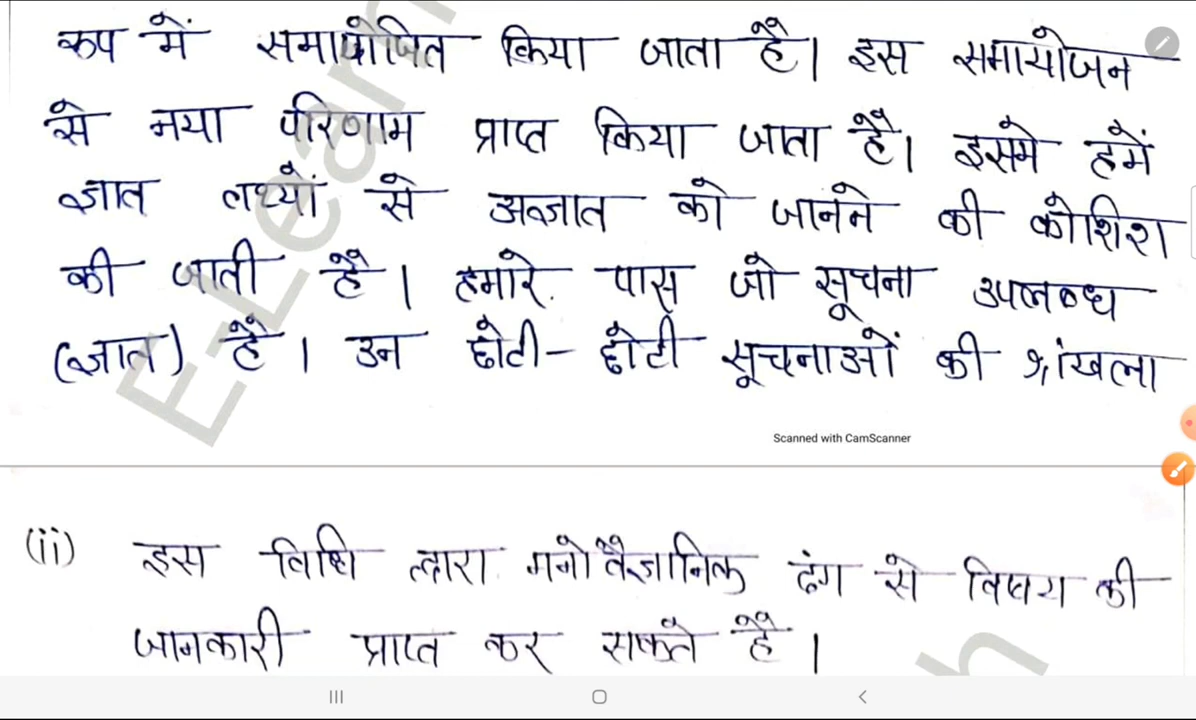 रूप में समायोजित किया जाता है। इस समायोजन
से नया परिणाम प्राप्त किया जाता है। इसमे हमें
ज्ञात तथ्यों से अज्ञात को जानने की कोशिश
की जाती है। हमारे पास जो सूचना उपलब्ध
(ज्ञात) है। उन छोटी-छोटी सूचनाओं की श्रृंखला
E-Learn
Scanned with CamScanner
(ii) इस विधि द्वारा मनोवैज्ञानिक ढंग से विषय की
जानकारी प्राप्त कर सकते है।
h